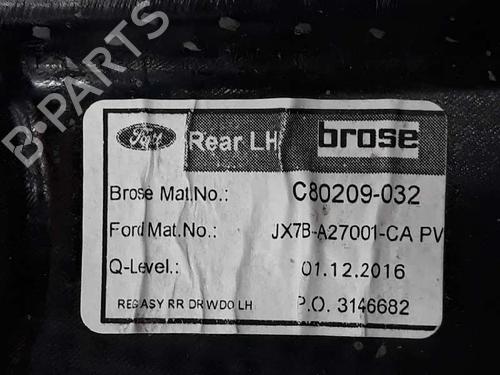 B-PARTS
Ford Rear LH brose
Brose Mat.No.: C80209-032
Ford Mat.No.: JX7B-A27001-CA PV
Q-Level.: 01.12.2016
REG ASY RR DR WDO LH P.O. 3146682